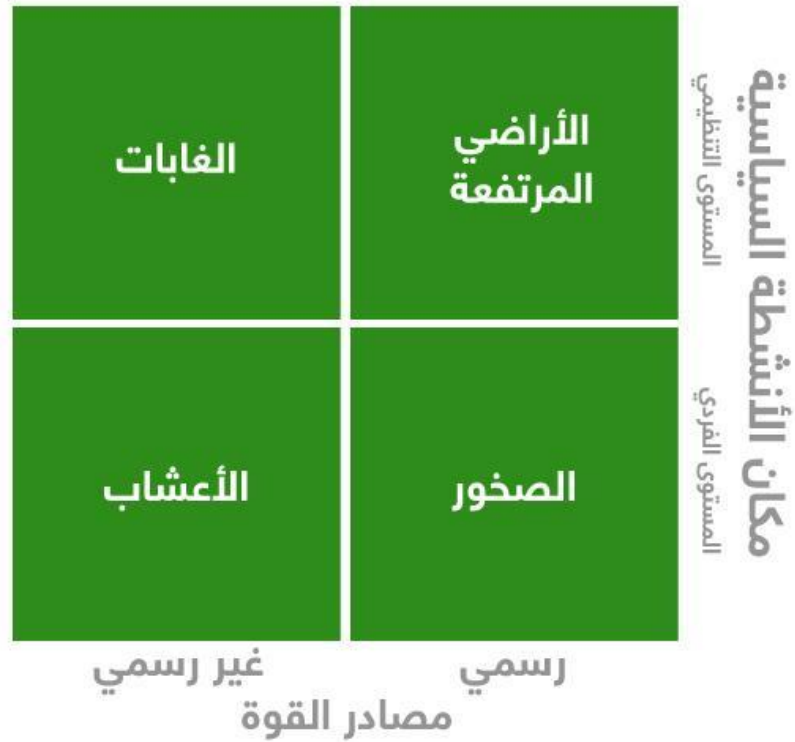 مكان الأنشطة السياسية
المستوى التنظيمي
المستوى الفردي
الأراضي
المرتفعة
الغابات
الصخور
الأعشاب
رسمي
غير رسمي
مصادر القوة